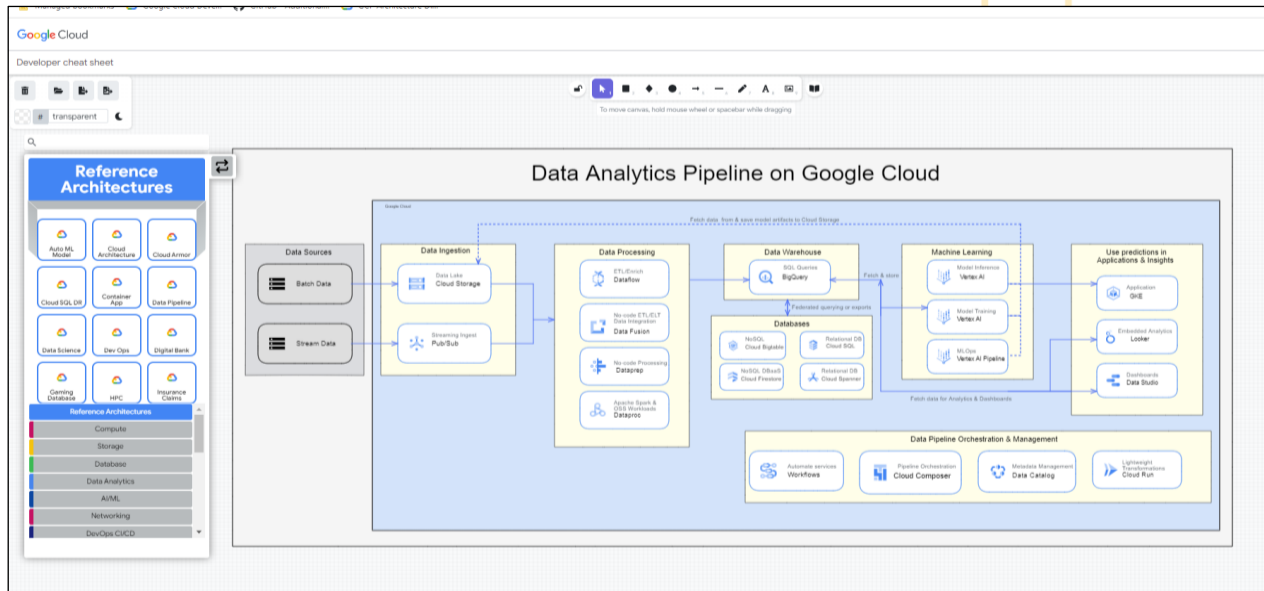 Google Cloud
Developer cheat sheet
# transparent
To move canvas, hold mouse wheel or spacebar while dragging
Reference
Architectures
Auto ML
Model
Cloud
Architecture
Cloud Armor
Cloud SQL DR
Container
App
Data Pipeline
Data Science
Dev Ops
Digital Bank
Gaming
Database
HPC
Insurance
Claims
Reference Architectures
Compute
Storage
Database
Data Analytics
AI/ML
Networking
DevOps CI/CD
Data Analytics Pipeline on Google Cloud
Google Cloud
Fetch data from & save model artifacts to Cloud Storage
Data Sources
Batch Data
Stream Data
Data Ingestion
Data Lake
Cloud Storage
Streaming Ingest
Pub/Sub
Data Processing
ETL/Enrich
Dataflow
No-code ETL/ELT
Data Integration
Data Fusion
No-code Processing
Dataprep
Apache Spark &
OSS Workloads
Dataproc
Data Warehouse
SQL Queries
BigQuery
Fetch & store
Federated querying or exports
Databases
NoSQL
Cloud Bigtable
Relational DB
Cloud SQL
NoSQL DBaaS
Cloud Firestore
Relational DB
Cloud Spanner
Machine Learning
Model Inference
Vertex AI
Model Training
Vertex AI
MLOps
Vertex AI Pipeline
Fetch data for Analytics & Dashboards
Use predictions in
Applications & Insights
Application
GKE
Embedded Analytics
Looker
Dashboards
Data Studio
Data Pipeline Orchestration & Management
Automate services
Workflows
Pipeline Orchestration
Cloud Composer
Metadata Management
Data Catalog
Lightweight
Transformations
Cloud Run